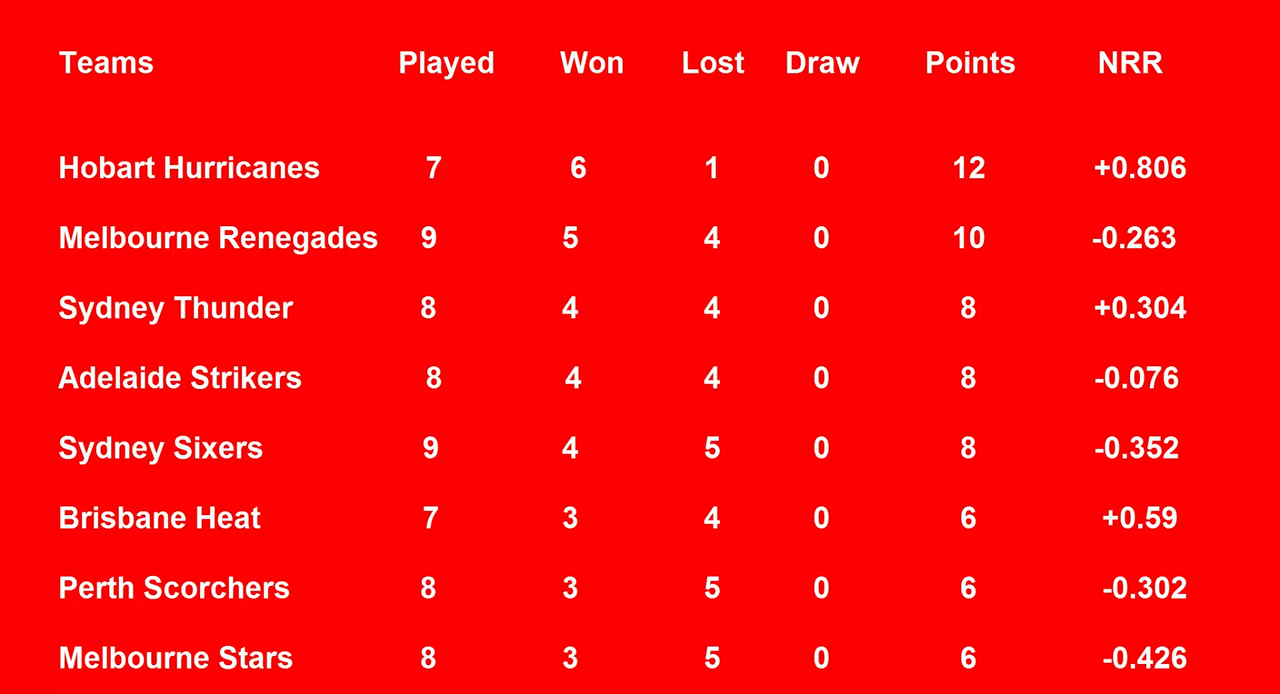 Teams Played Won Lost Draw Points NRR
Hobart Hurricanes 7 6 1 0 12 +0.806
Melbourne Renegades 9 5 4 0 10 -0.263
Sydney Thunder 8 4 4 0 8 +0.304
Adelaide Strikers 8 4 4 0 8 -0.076
Sydney Sixers 9 4 5 0 8 -0.352
Brisbane Heat 7 3 4 0 6 +0.59
Perth Scorchers 8 3 5 0 6 -0.302
Melbourne Stars 8 3 5 0 6 -0.426